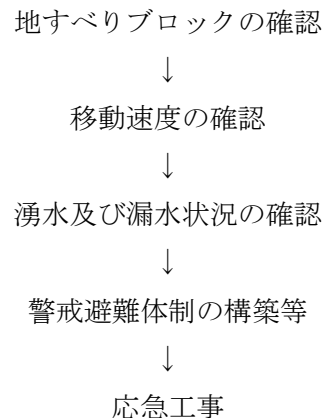 地すべりブロックの確認
↓
移動速度の確認
↓
湧水及び漏水状況の確認
↓
警戒避難体制の構築等
↓
応急工事